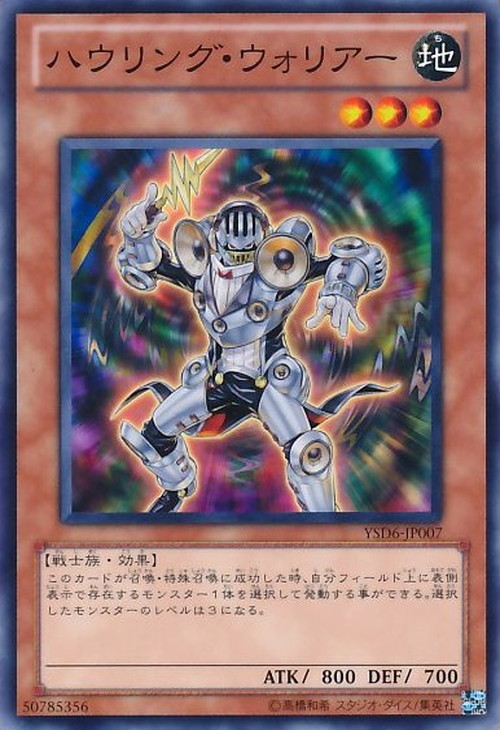 ハウリング・ウォリアー
ち
地
YSD6-JP007
【戦士族・効果】
このカードが召喚・特殊召喚に成功した時、自分フィールド上に表側
表示で存在するモンスター1体を選択して発動する事ができる。選択
したモンスターのレベルは3になる。
ATK/ 800 DEF/ 700
50785356
©高橋和希 スタジオ・ダイス/集英社